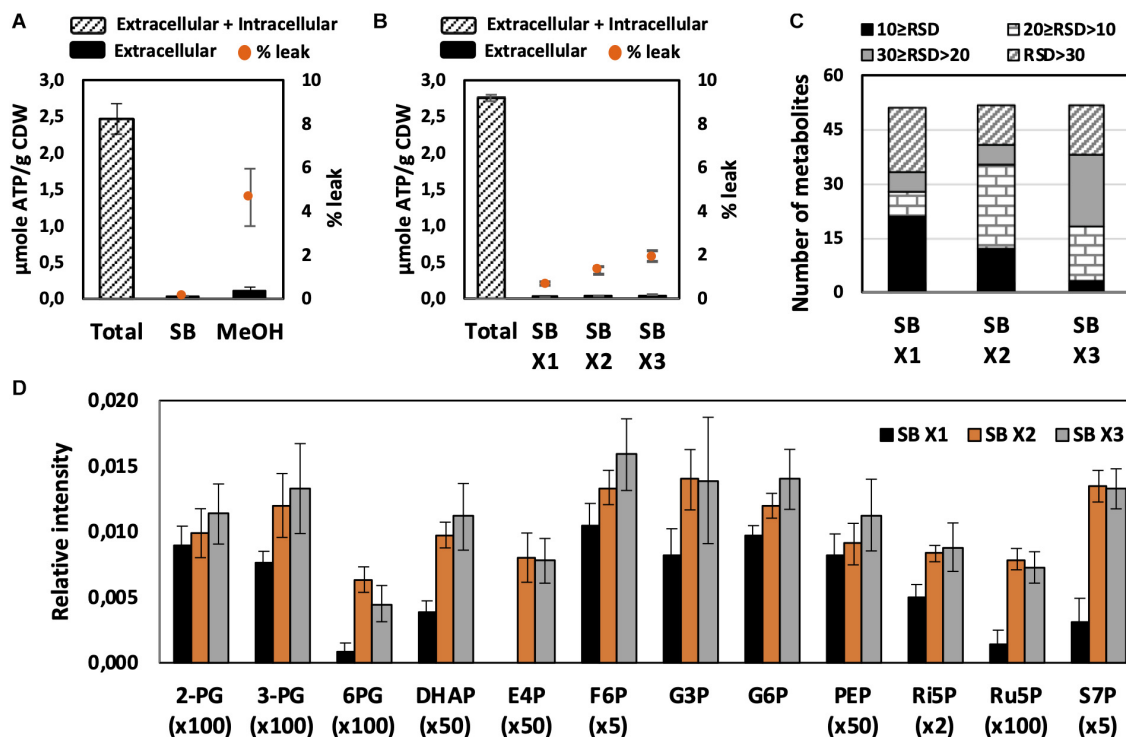 A
Extracellular + Intracellular
Extracellular
% leak
µmole ATP/g CDW
3,0
2,5
2,0
1,5
1,0
0,5
0,0
10
8
6
4
2
0
% leak
Total
SB
MeOH
B
Extracellular + Intracellular
Extracellular
% leak
µmole ATP/g CDW
3,0
2,5
2,0
1,5
1,0
0,5
0,0
10
8
6
4
2
0
% leak
Total
SB X1
SB X2
SB X3
C
10≥RSD
20≥RSD>10
30≥RSD>20
RSD>30
Number of metabolites
60
45
30
15
0
SB X1
SB X2
SB X3
D
Relative intensity
0,020
0,015
0,010
0,005
0,000
SB X1
SB X2
SB X3
2-PG (x100)
3-PG (x100)
6PG (x100)
DHAP (x50)
E4P (x50)
F6P (x5)
G3P
G6P
PEP (x50)
Ri5P (x2)
Ru5P (x100)
S7P (x5)